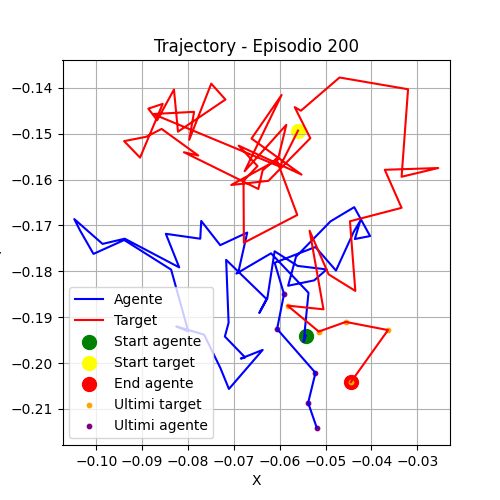 Trajectory - Episodio 200
−0.14
−0.15
−0.16
−0.17
−0.18
−0.19
−0.20
−0.21
Agente
Target
Start agente
Start target
End agente
Ultimi target
Ultimi agente
−0.10 −0.09 −0.08 −0.07 −0.06 −0.05 −0.04 −0.03
X